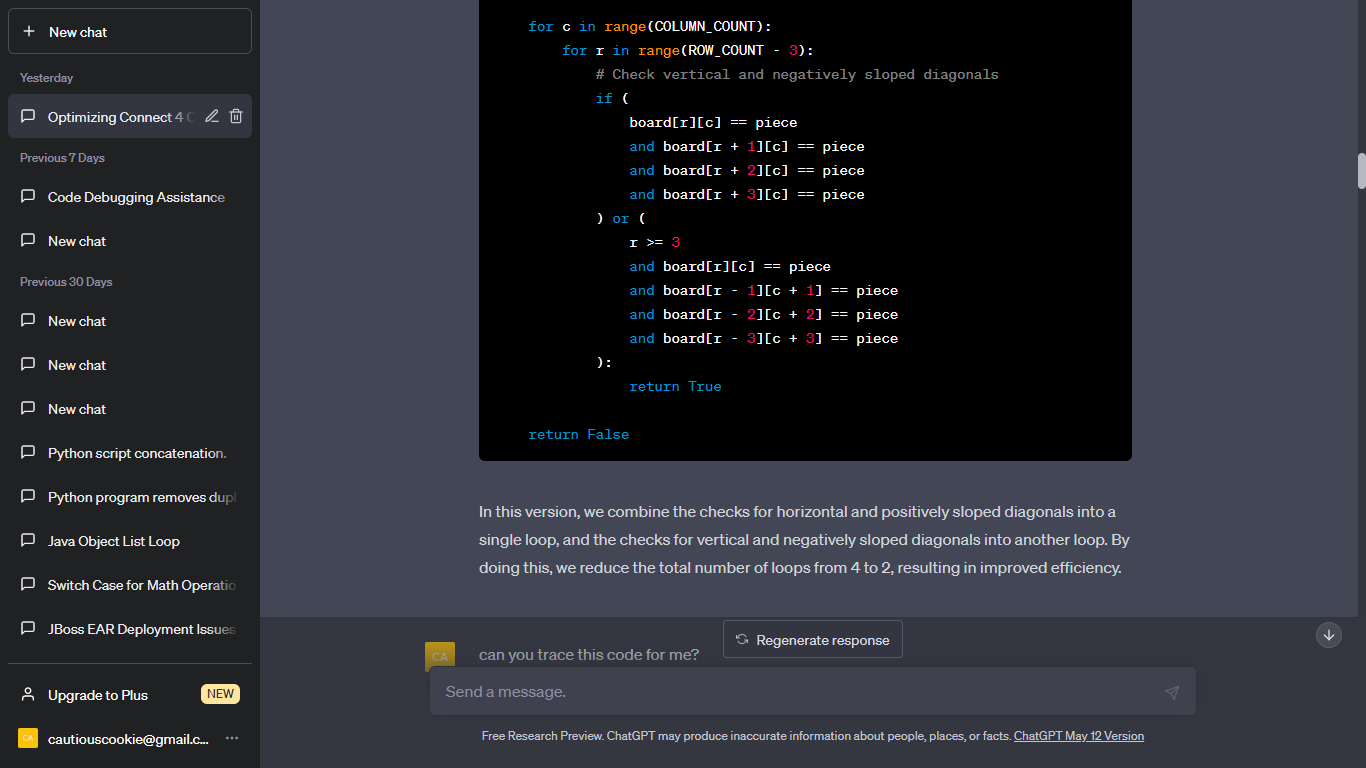 New chat
Yesterday
Optimizing Connect 4
Previous 7 Days
Code Debugging Assistance
New chat
Previous 30 Days
New chat
New chat
New chat
Python script concatenation.
Python program removes dupl
Java Object List Loop
Switch Case for Math Operatio
JBoss EAR Deployment Issues
Upgrade to Plus NEW
CA cautiouscookie@gmail.c...
for c in range(COLUMN_COUNT):
for r in range(ROW_COUNT - 3):
# Check vertical and negatively sloped diagonals
if (
board[r][c] == piece
and board[r + 1][c] == piece
and board[r + 2][c] == piece
and board[r + 3][c] == piece
) or (
r >= 3
and board[r][c] == piece
and board[r - 1][c + 1] == piece
and board[r - 2][c + 2] == piece
and board[r - 3][c + 3] == piece
):
return True
return False
In this version, we combine the checks for horizontal and positively sloped diagonals into a
single loop, and the checks for vertical and negatively sloped diagonals into another loop. By
doing this, we reduce the total number of loops from 4 to 2, resulting in improved efficiency.
Regenerate response
CA can you trace this code for me?
Send a message.
Free Research Preview. ChatGPT may produce inaccurate information about people, places, or facts. ChatGPT May 12 Version